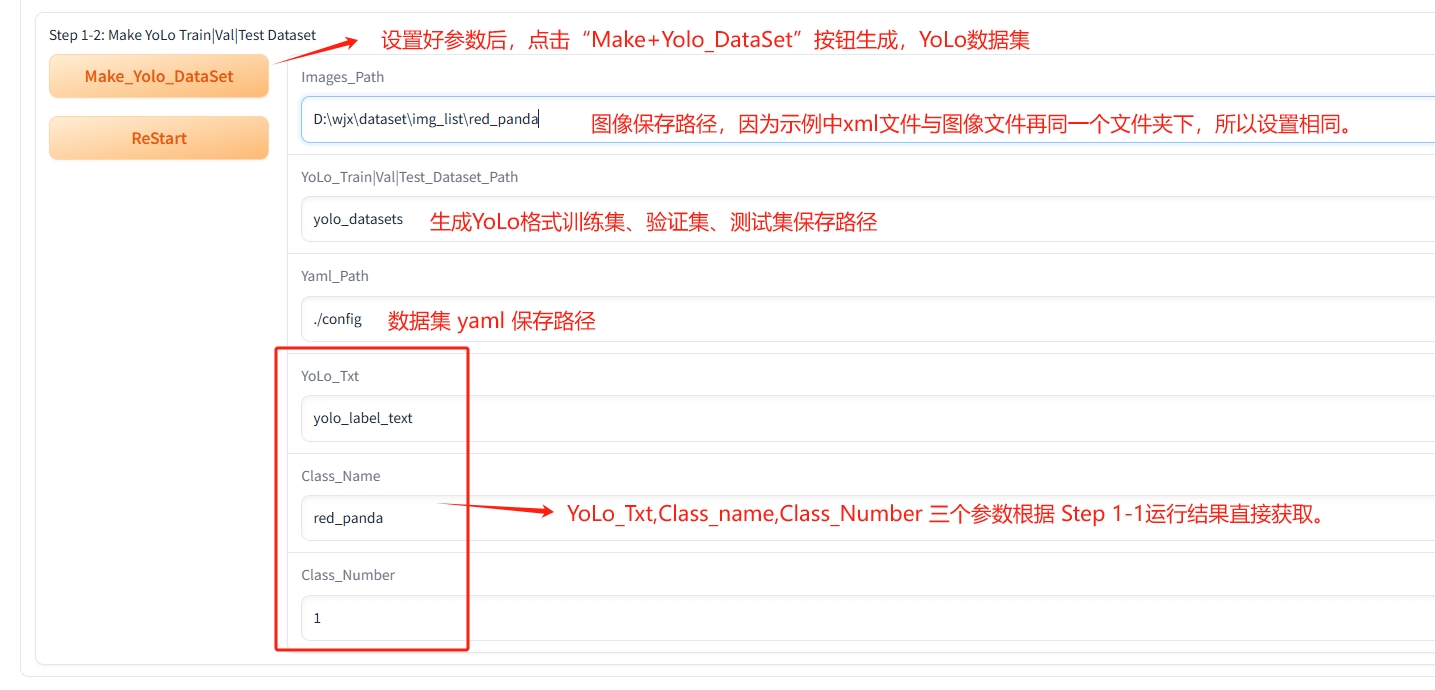 Step 1-2: Make YoLo Train|Val|Test Dataset
设置好参数后，点击“Make+Yolo_DataSet”按钮生成，YoLo数据集
Make_Yolo_DataSet
ReStart
Images_Path
D:\wjx\dataset\img_list\red_panda
图像保存路径，因为示例中xml文件与图像文件再同一个文件夹下，所以设置相同。
YoLo_Train|Val|Test_Dataset_Path
yolo_datasets
生成YoLo格式训练集、验证集、测试集保存路径
Yaml_Path
./config
数据集 yaml 保存路径
YoLo_Txt
yolo_label_text
Class_Name
red_panda
YoLo_Txt,Class_name,Class_Number 三个参数根据 Step 1-1运行结果直接获取。
Class_Number
1